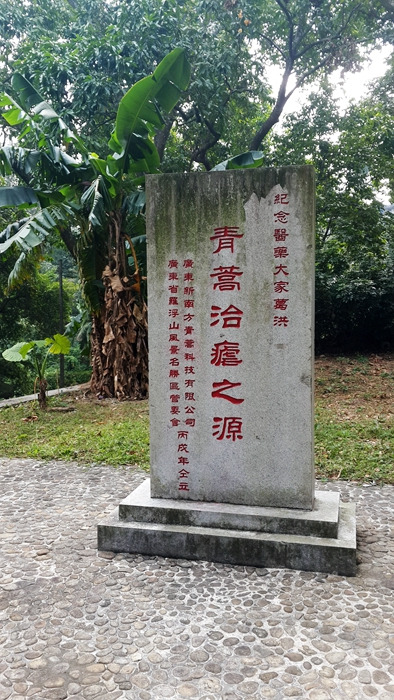 紀念醫藥大家葛洪
青蒿治瘧之源
廣東新南方青蒿科技有限公司
廣東省羅浮山風景名勝區管委會
丙戌年仝立